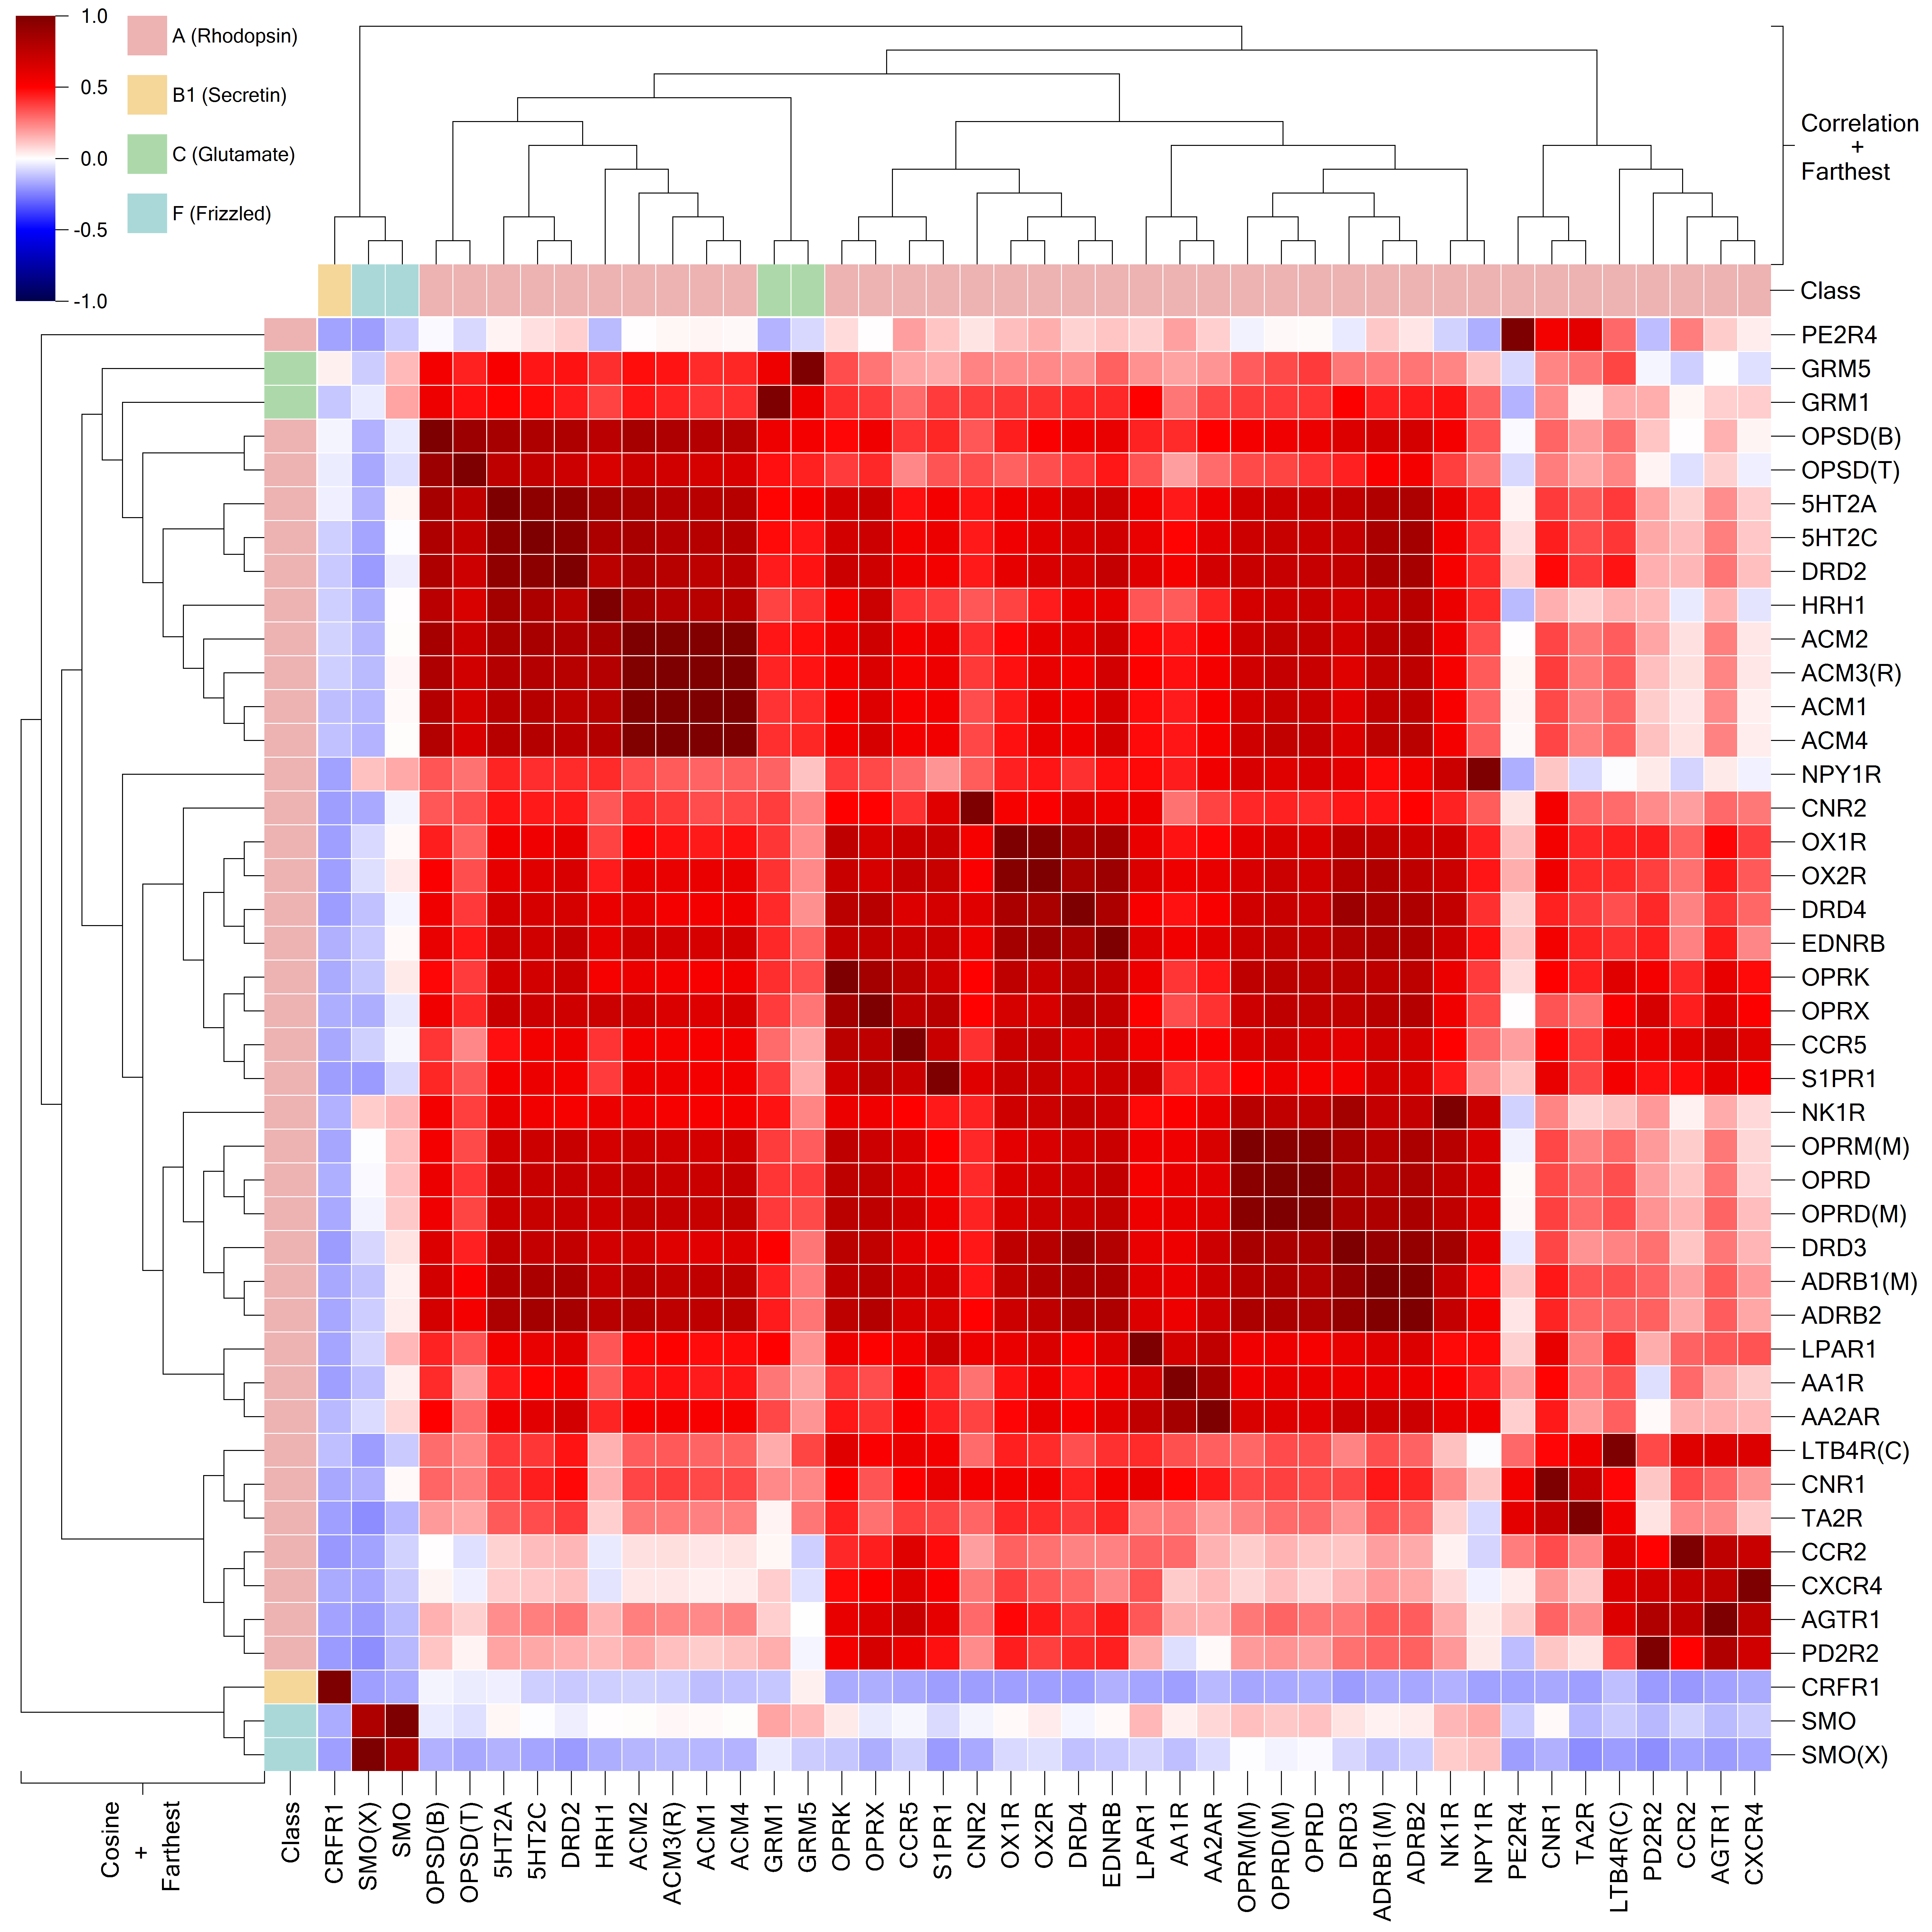 1.0
0.5
0.0
-0.5
-1.0
A (Rhodopsin)
B1 (Secretin)
C (Glutamate)
F (Frizzled)
Correlation
+
Farthest
Class
PE2R4
GRM5
GRM1
OPSD(B)
OPSD(T)
5HT2A
5HT2C
DRD2
HRH1
ACM2
ACM3(R)
ACM1
ACM4
NPY1R
CNR2
OX1R
OX2R
DRD4
EDNRB
OPRK
OPRX
CCR5
S1PR1
NK1R
OPRM(M)
OPRD
OPRD(M)
DRD3
ADRB1(M)
ADRB2
LPAR1
AA1R
AA2AR
LTB4R(C)
CNR1
TA2R
CCR2
CXCR4
AGTR1
PD2R2
CRFR1
SMO
SMO(X)
Cosine
+
Farthest
Class
CRFR1
SMO(X)
SMO
OPSD(B)
OPSD(T)
5HT2A
5HT2C
DRD2
HRH1
ACM2
ACM3(R)
ACM1
ACM4
GRM1
GRM5
OPRK
OPRX
CCR5
S1PR1
CNR2
OX1R
OX2R
DRD4
EDNRB
LPAR1
AA1R
AA2AR
OPRM(M)
OPRD(M)
OPRD
DRD3
ADRB1(M)
ADRB2
NK1R
NPY1R
PE2R4
CNR1
TA2R
LTB4R(C)
PD2R2
CCR2
AGTR1
CXCR4